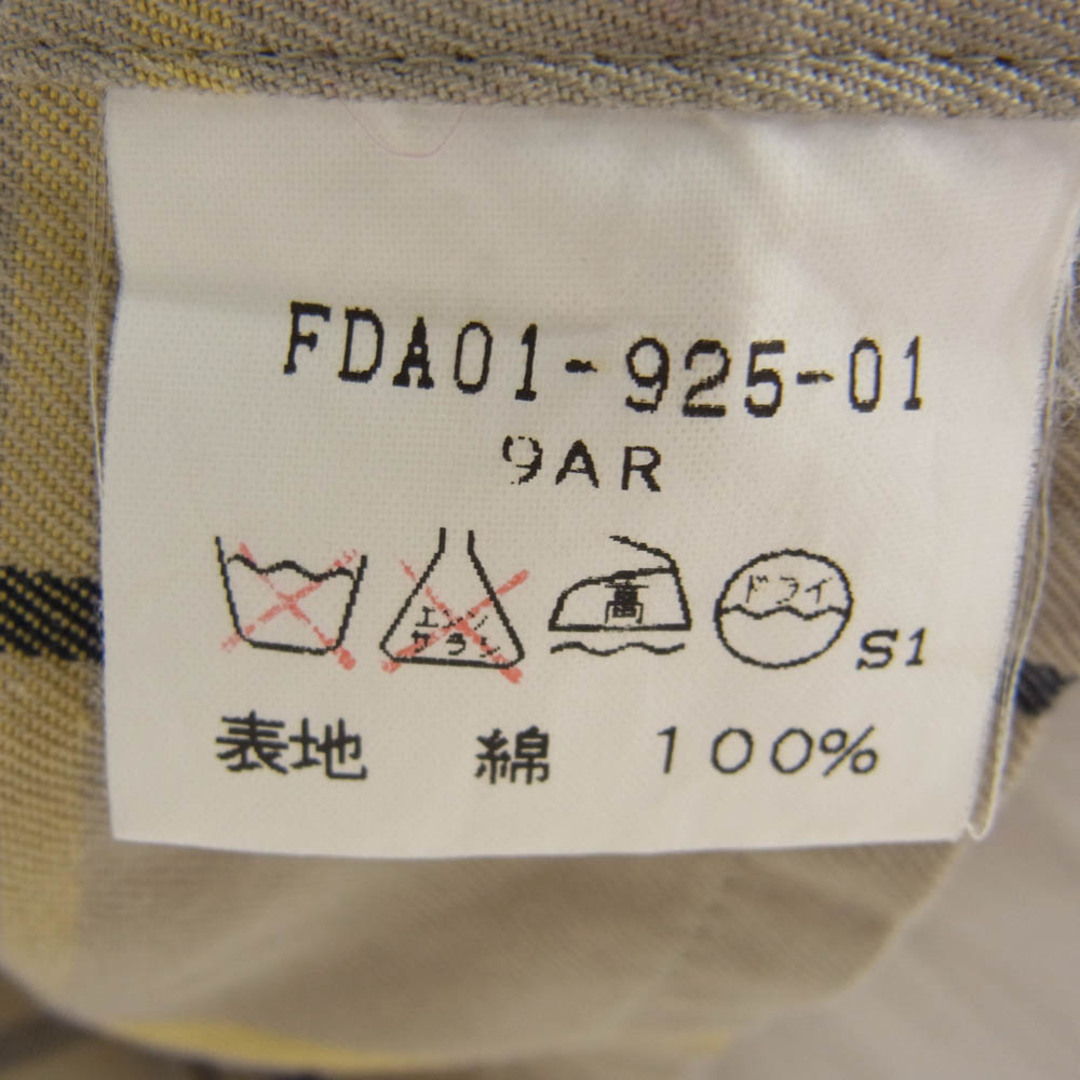 FDA01-925-01
9AR
エンソ
サラシ
高
ドライ
S1
表地 綿 100%